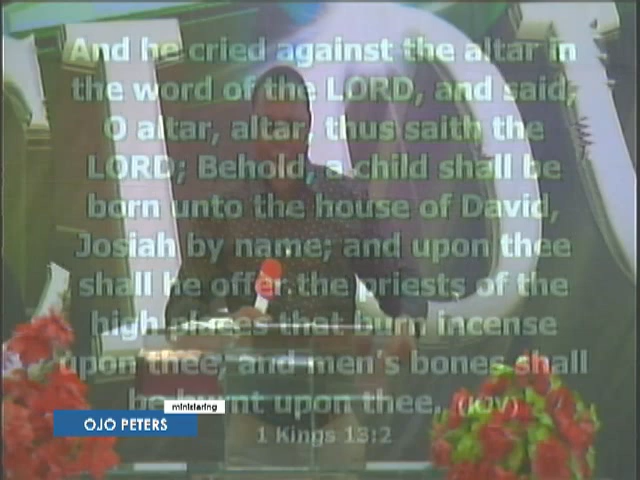 And he cried against the altar in
the word of the LORD, and said,
O altar, altar, thus saith the
LORD; Behold, a child shall be
born unto the house of David,
Josiah by name; and upon thee
shall he offer the priests of the
high places that burn incense
upon thee, and men's bones shall
be burnt upon thee. (KJV)
1 Kings 13:2
ministering
OJO PETERS